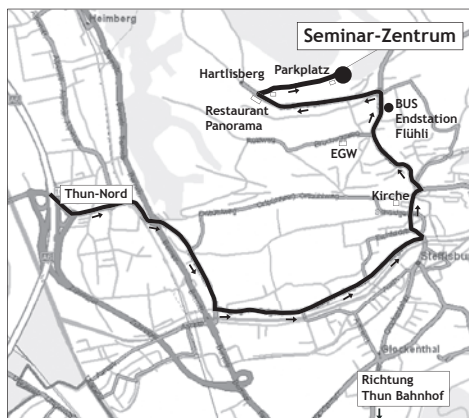 Heimberg
Seminar-Zentrum
Hartlisberg
Parkplatz
Restaurant
Panorama
BUS
Endstation
Flühli
EGW
Thun-Nord
Kirche
Glockenthal
Richtung
Thun Bahnhof